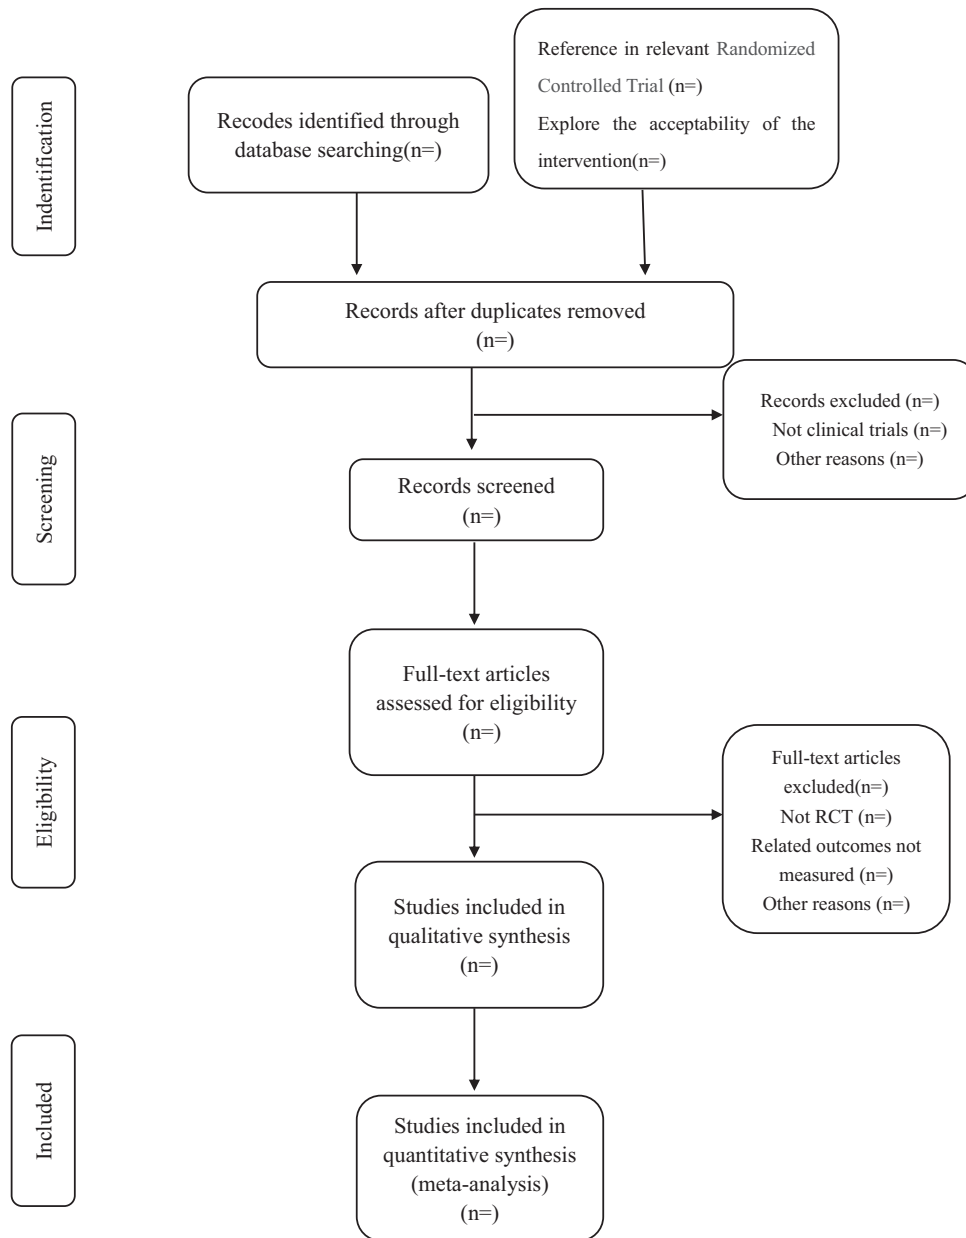 Indentification
Recodes identified through
database searching(n=)
Reference in relevant Randomized
Controlled Trial (n=)
Explore the acceptability of the
intervention(n=)
Records after duplicates removed
(n=)
Screening
Records excluded (n=)
Not clinical trials (n=)
Other reasons (n=)
Records screened
(n=)
Full-text articles
assessed for eligibility
(n=)
Eligibility
Full-text articles
excluded(n=)
Not RCT (n=)
Related outcomes not
measured (n=)
Other reasons (n=)
Studies included in
qualitative synthesis
(n=)
Included
Studies included in
quantitative synthesis
(meta-analysis)
(n=)